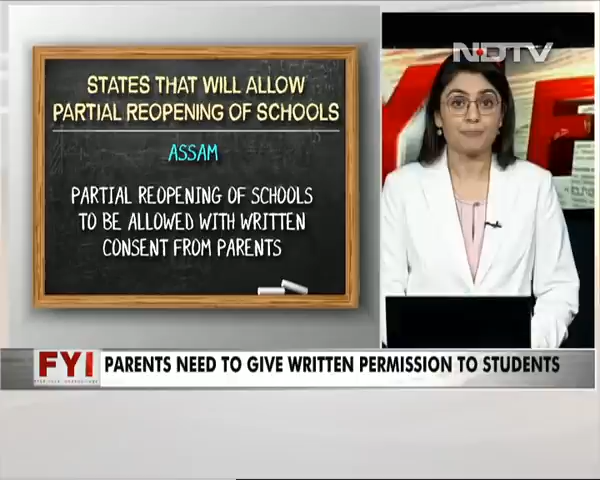 STATES THAT WILL ALLOW
PARTIAL REOPENING OF SCHOOLS
ASSAM
PARTIAL REOPENING OF SCHOOLS
TO BE ALLOWED WITH WRITTEN
CONSENT FROM PARENTS
NDTV
FYI
PARENTS NEED TO GIVE WRITTEN PERMISSION TO STUDENTS